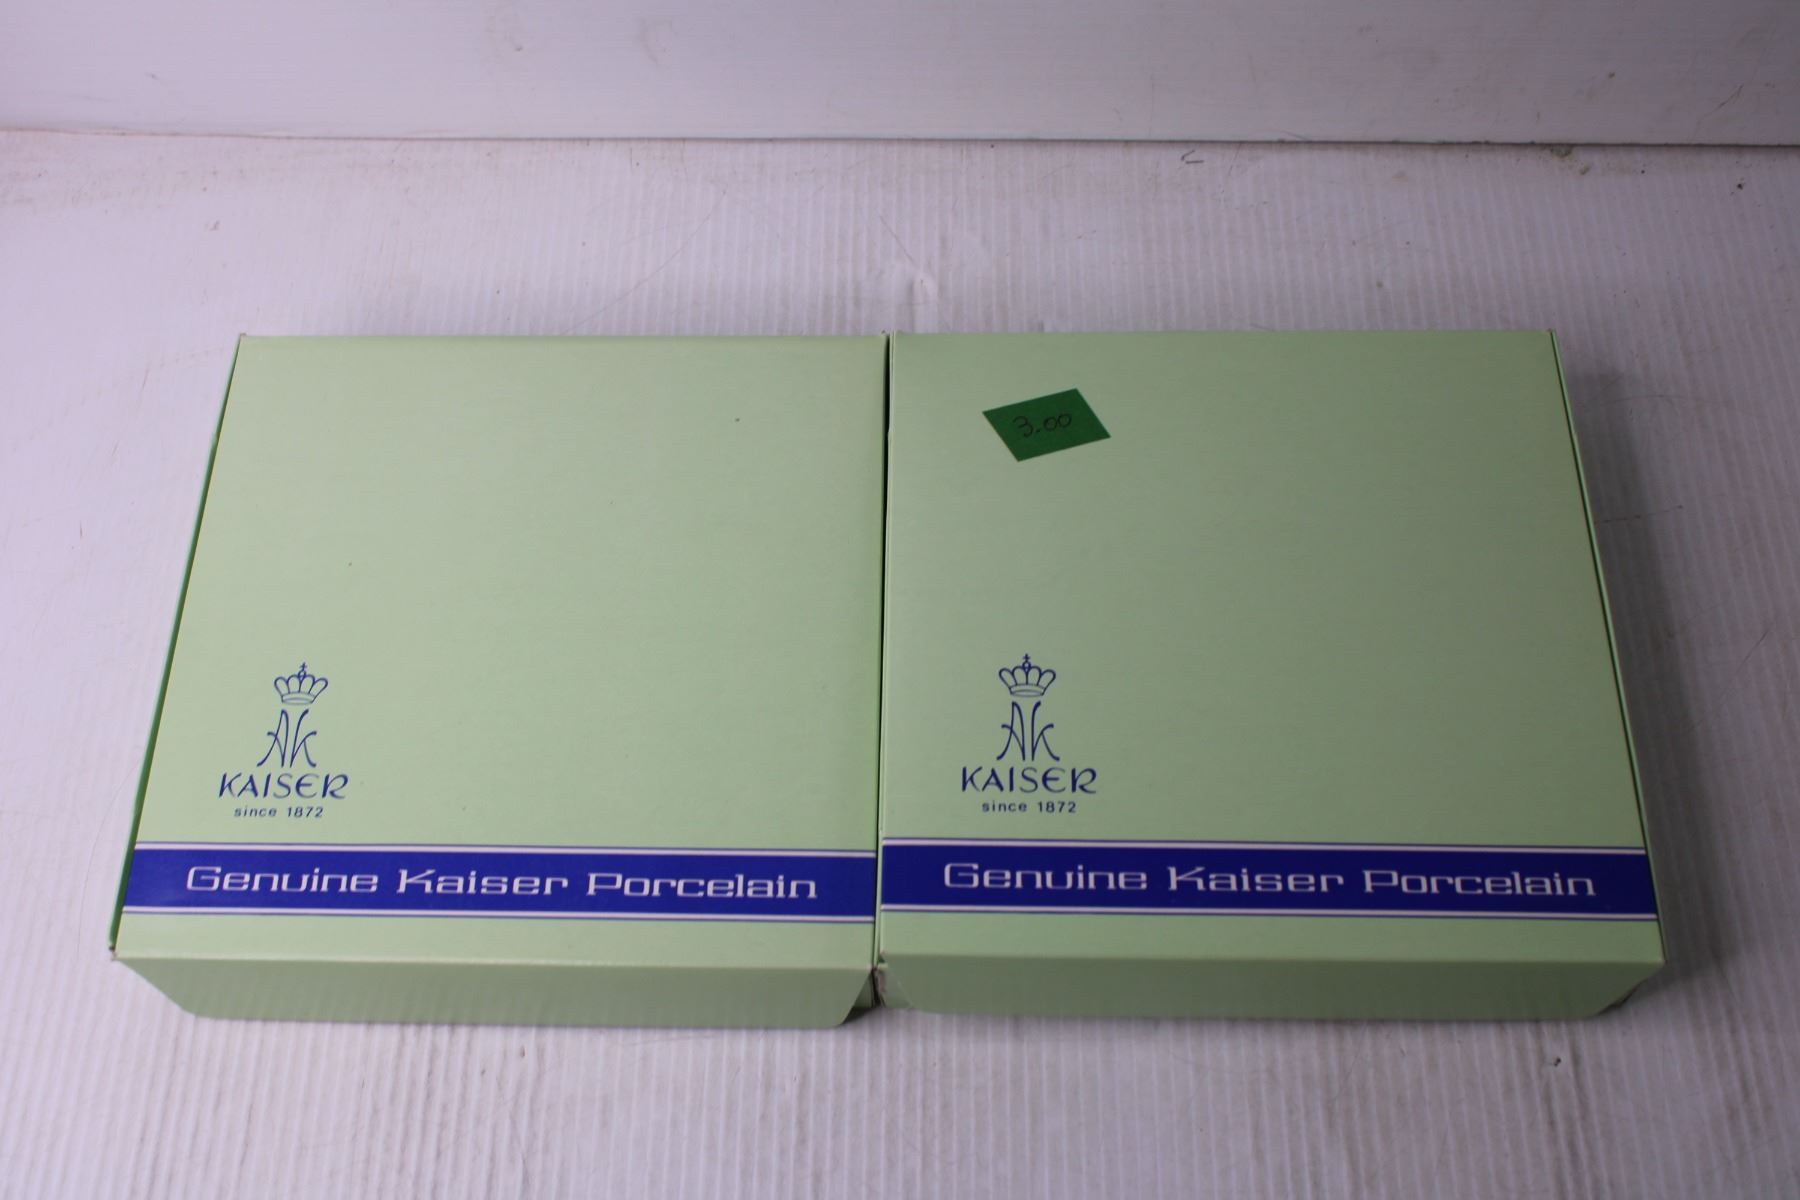 AK
KAISER
since 1872
Genuine Kaiser Porcelain
3.00
AK
KAISER
since 1872
Genuine Kaiser Porcelain